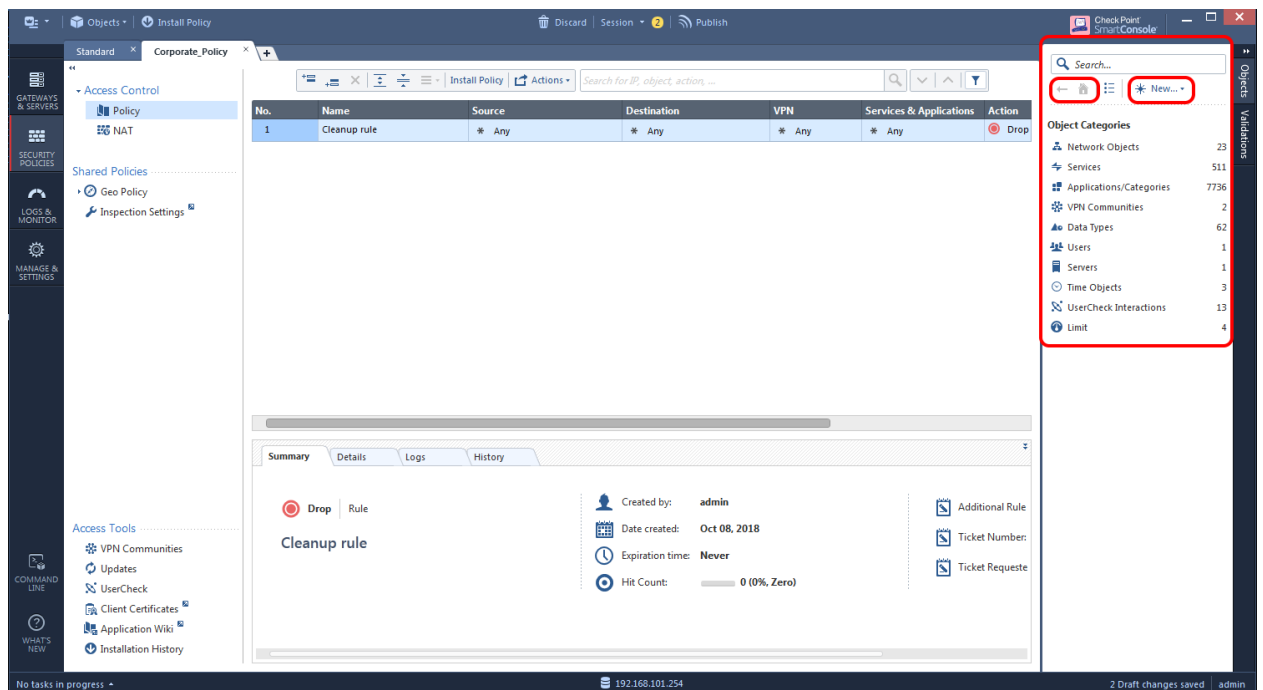 Objects
Install Policy
Discard
Session
2
Publish
Check Point
SmartConsole
Standard
Corporate_Policy
GATEWAYS
& SERVERS
SECURITY
POLICIES
LOGS &
MONITOR
MANAGE &
SETTINGS
COMMAND
LINE
WHAT'S
NEW
Access Control
Policy
NAT
Shared Policies
Geo Policy
Inspection Settings
Access Tools
VPN Communities
Updates
UserCheck
Client Certificates
Application Wiki
Installation History
Install Policy
Actions
Search for IP, object, action, ...
No. Name Source Destination VPN Services & Applications Action
1 Cleanup rule Any Any Any Any Drop
Summary Details Logs History
Drop Rule
Cleanup rule
Created by: admin
Date created: Oct 08, 2018
Expiration time: Never
Hit Count: 0 (0%, Zero)
Additional Rule
Ticket Number:
Ticket Requeste
Search...
New...
Object Categories
Network Objects 23
Services 511
Applications/Categories 7736
VPN Communities 2
Data Types 62
Users 1
Servers 1
Time Objects 3
UserCheck Interactions 13
Limit 4
Objects
Validations
No tasks in progress
192.168.101.254
2 Draft changes saved
admin